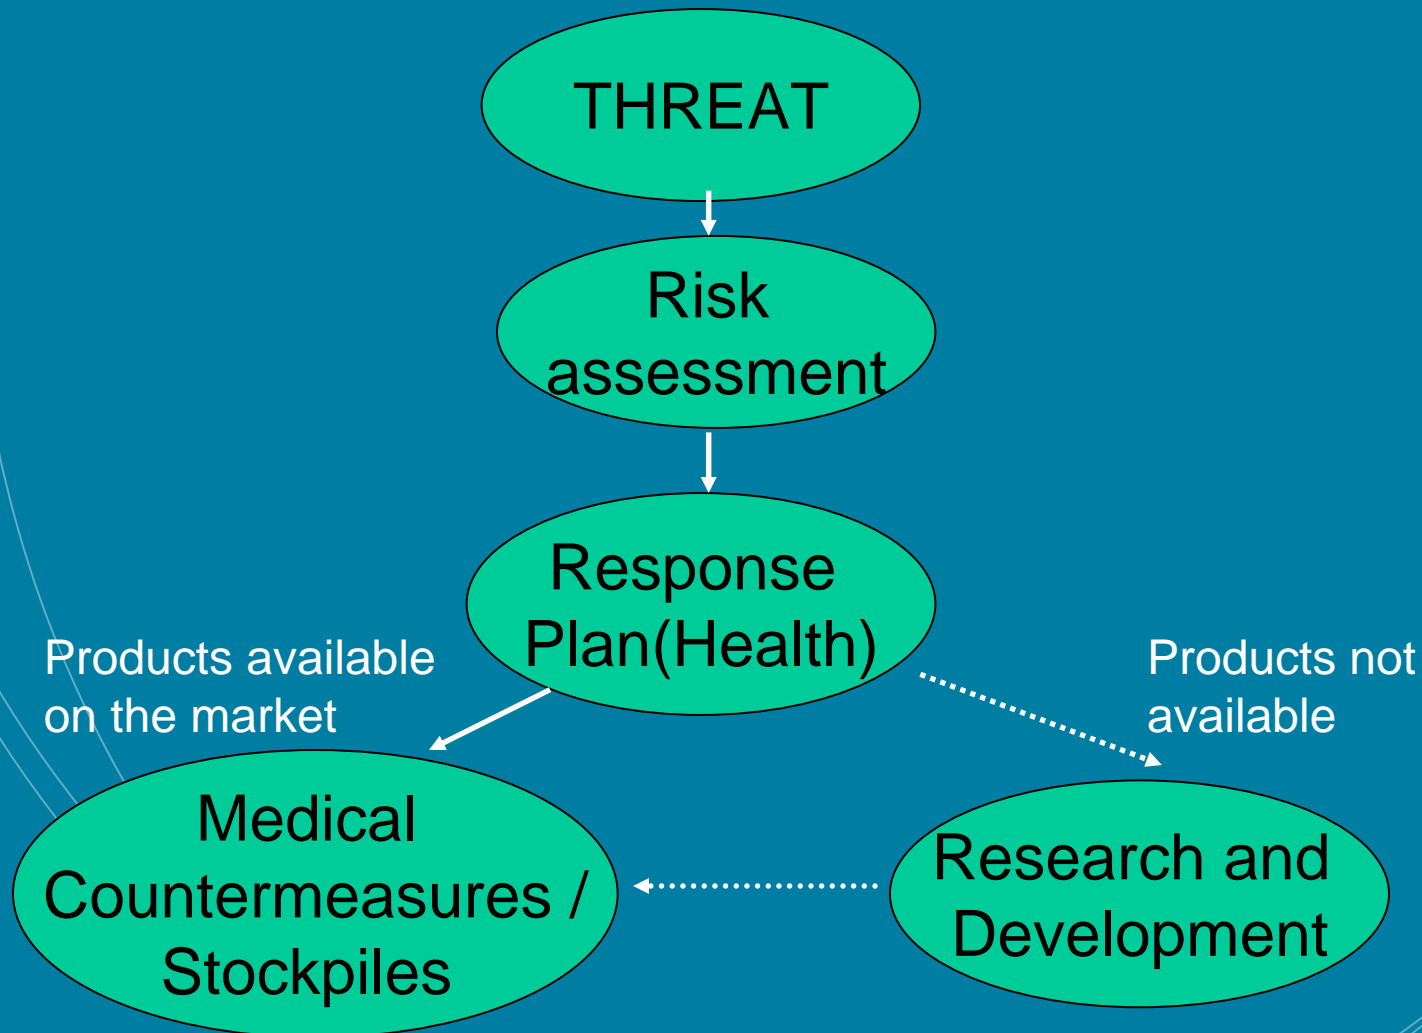 THREAT
Risk
assessment
Response
Plan(Health)
Products available
on the market
Products not
available
Medical
Countermeasures /
Stockpiles
Research and
Development